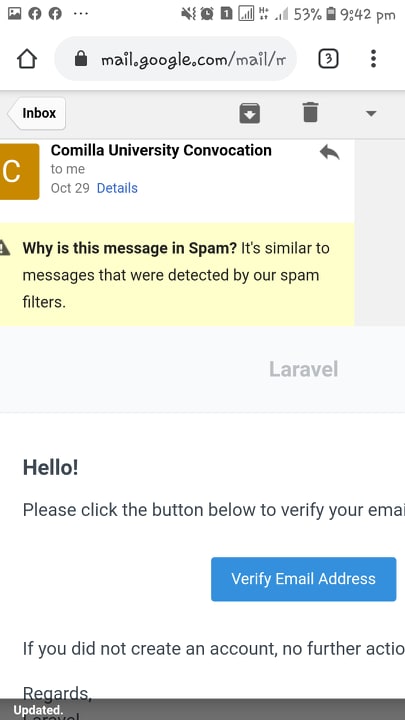 53% 9:42 pm
mail.google.com/mail/m
3
Inbox
C
Comilla University Convocation
to me
Oct 29 Details
Why is this message in Spam? It's similar to
messages that were detected by our spam
filters.
Laravel
Hello!
Please click the button below to verify your emai
Verify Email Address
If you did not create an account, no further actio
Regards,
Updated.